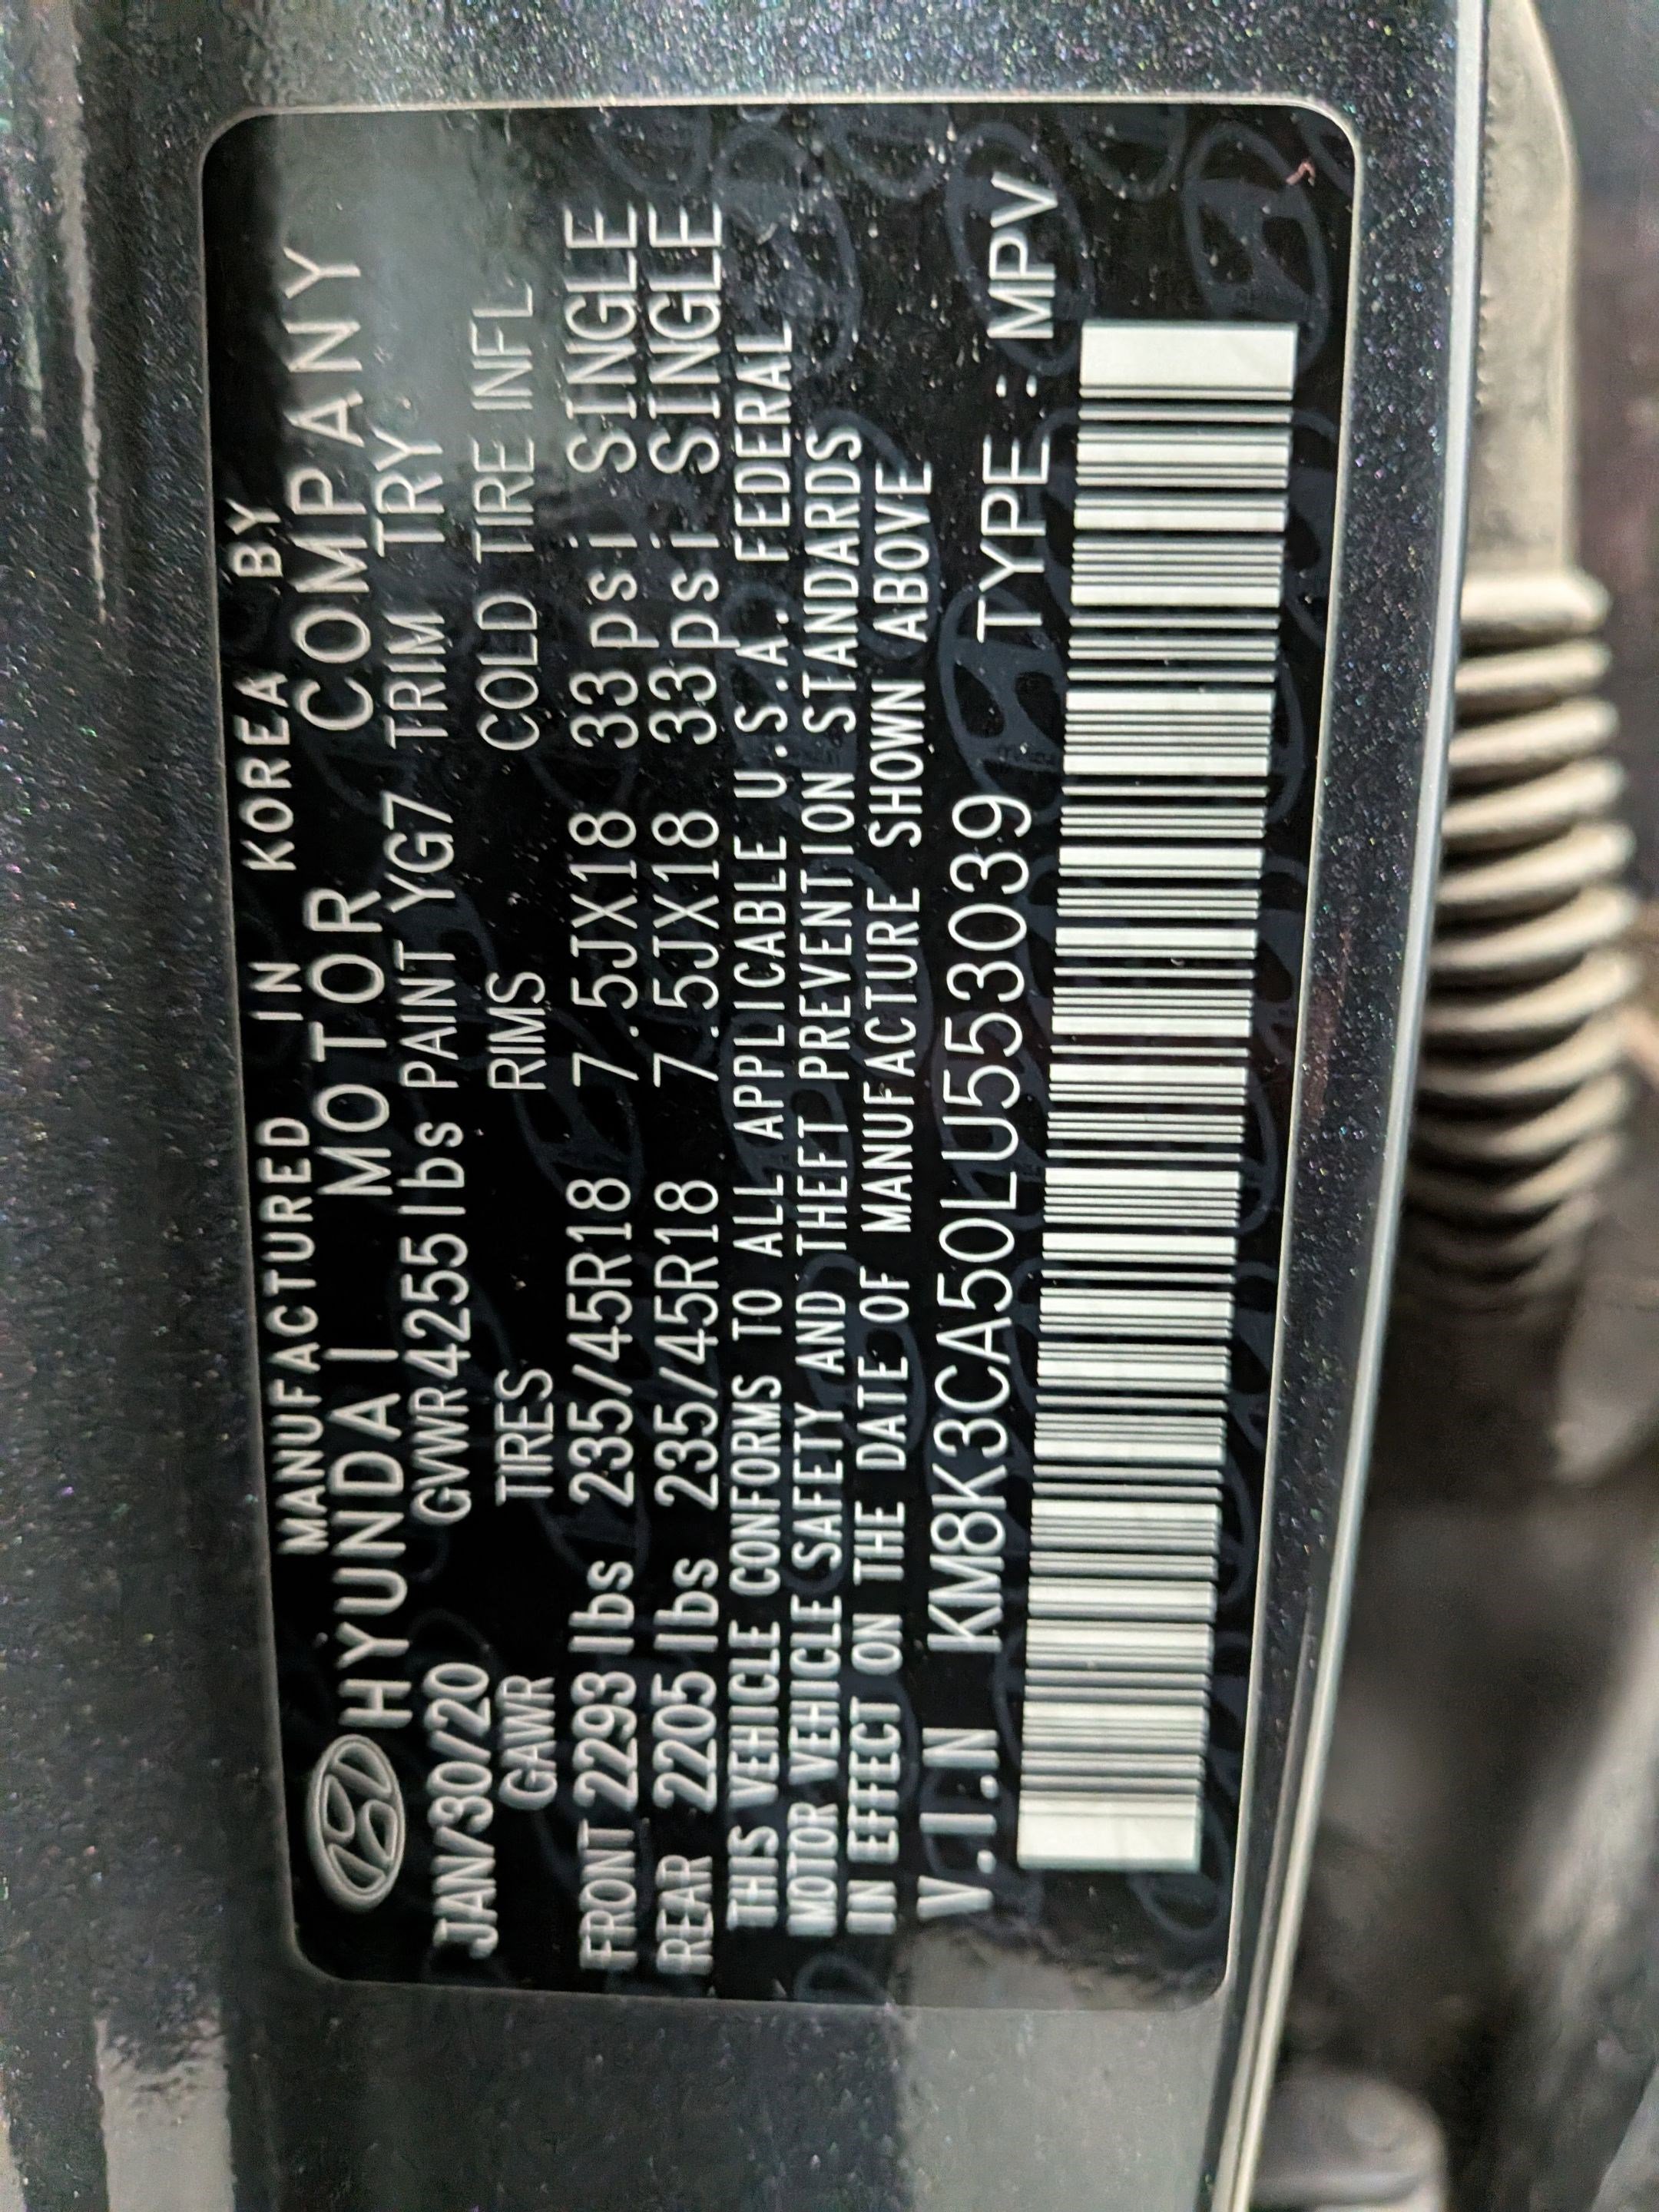 MANUFACTURED IN KOREA BY
HYUNDAI MOTOR COMPANY
JAN/30/20 GVWR4255lbs PAINT YG7 TRIM TRY
GAWR TIRES RIMS COLD TIRE INFL
FRONT 2293 lbs 235/45R18 7.5JX18 33 psi SINGLE
REAR 2205 lbs 235/45R18 7.5JX18 33 psi SINGLE
THIS VEHICLE CONFORMS TO ALL APPLICABLE U.S.A. FEDERAL
MOTOR VEHICLE SAFETY AND THEFT PREVENTION STANDARDS
IN EFFECT ON THE DATE OF MANUFACTURE SHOWN ABOVE
V.I.N KM8K3CA50LU553039 TYPE : MPV